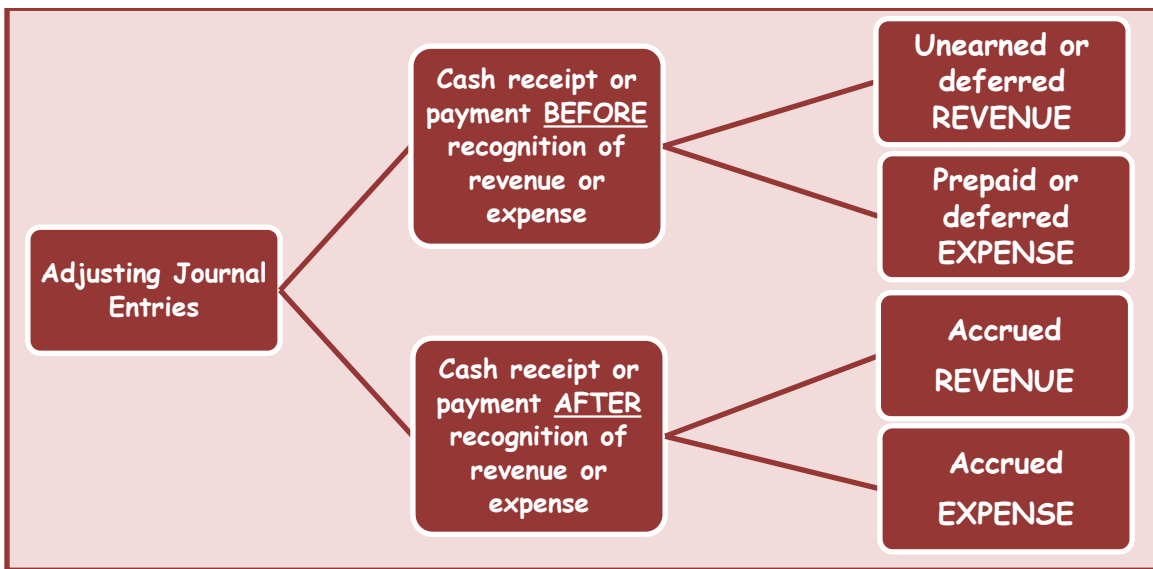 Adjusting Journal
Entries
Cash receipt or
payment BEFORE
recognition of
revenue or
expense
Unearned or
deferred
REVENUE
Prepaid or
deferred
EXPENSE
Cash receipt or
payment AFTER
recognition of
revenue or
expense
Accrued
REVENUE
Accrued
EXPENSE